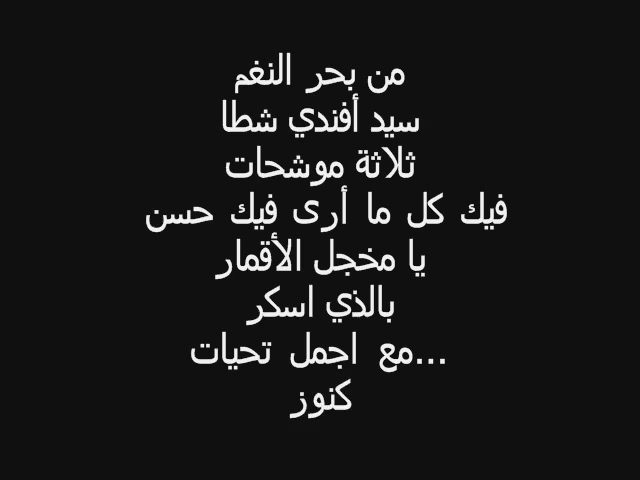 من بحر النغم
سيد أفندي شطا
ثلاثة موشحات
فيك كل ما أرى فيك حسن
يا مخجل الأقمار
بالذي اسكر
...مع اجمل تحيات
كنوز